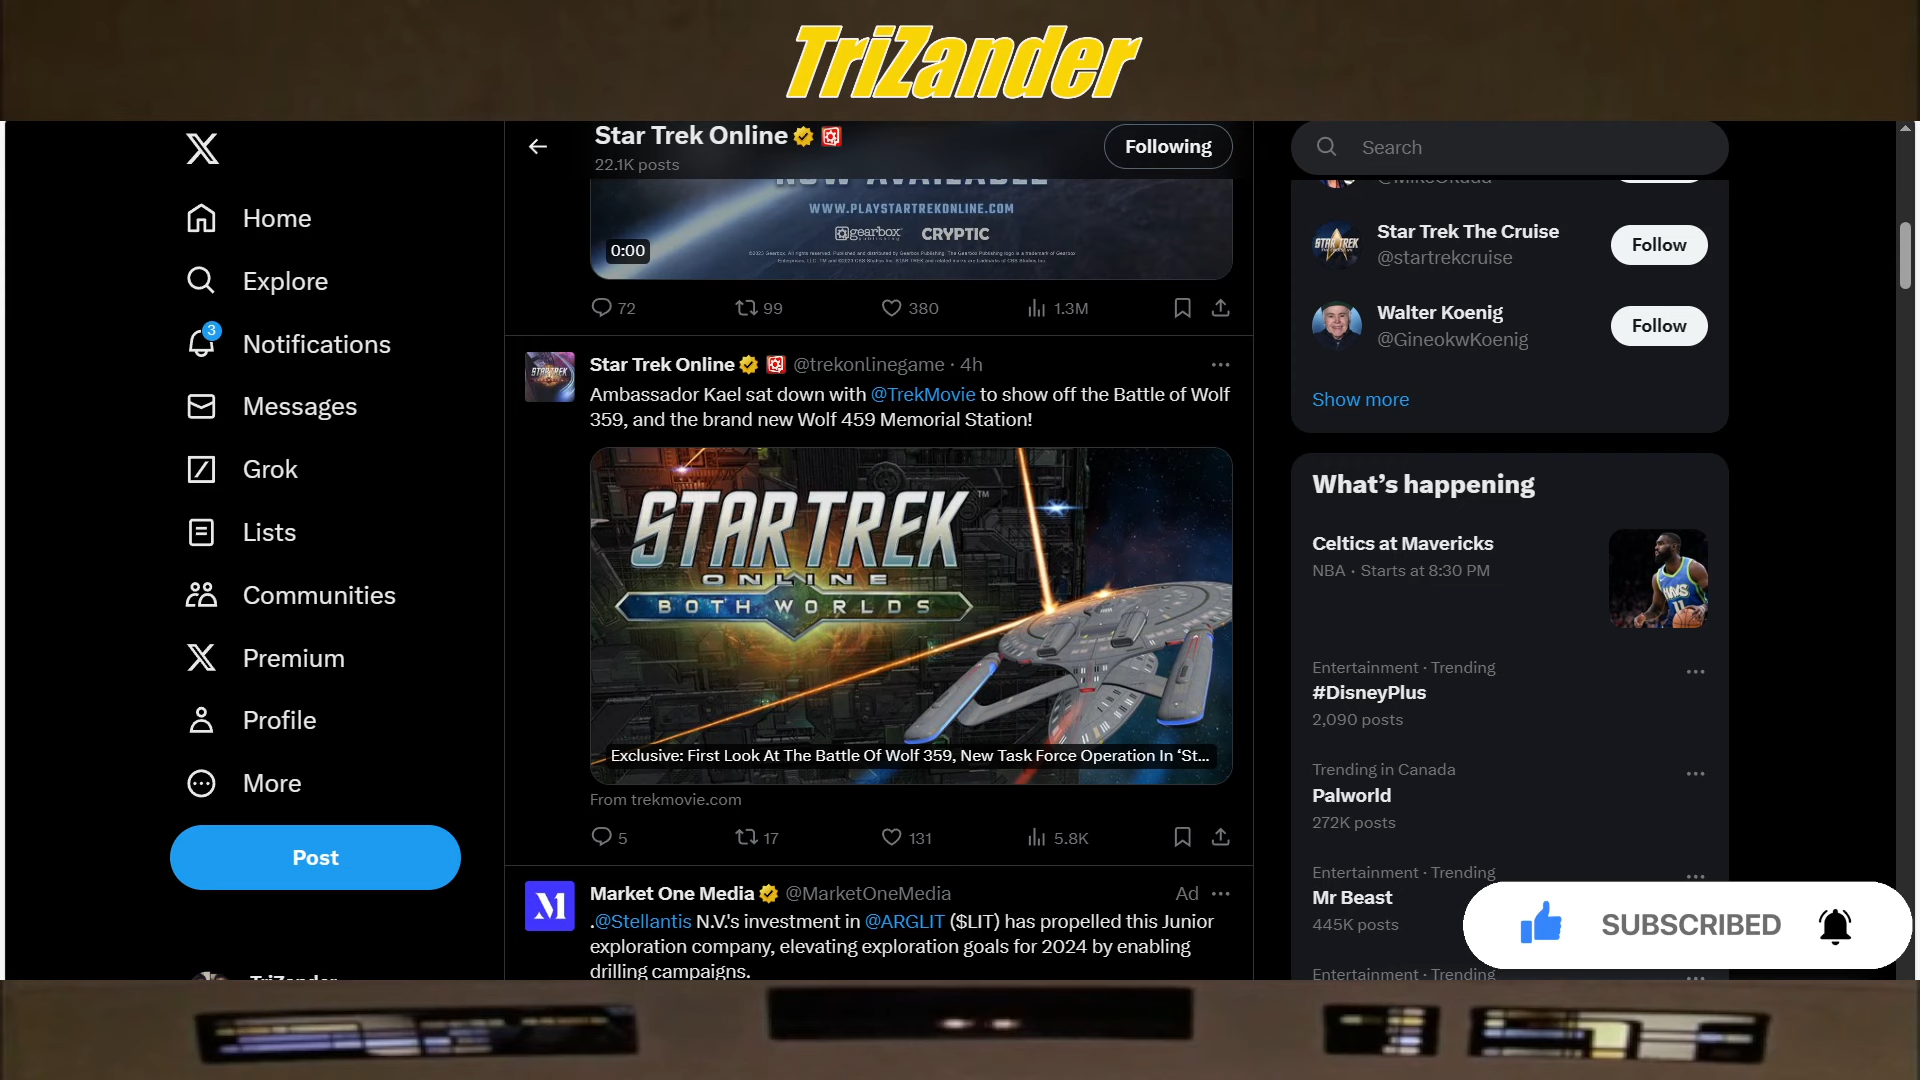 TriZander
Star Trek Online
22.1K posts
Following
Search
Home
Explore
3
Notifications
Messages
Grok
Lists
Communities
Premium
Profile
More
Post
NOW AVAILABLE
WWW.PLAYSTARTREKONLINE.COM
gearbox CRYPTIC
0:00
72 99 380 1.3M
Star Trek Online @trekonlinegame · 4h
Ambassador Kael sat down with @TrekMovie to show off the Battle of Wolf
359, and the brand new Wolf 459 Memorial Station!
STAR TREK
ONLINE
BOTH WORLDS
Exclusive: First Look At The Battle Of Wolf 359, New Task Force Operation In ‘St...
From trekmovie.com
5 17 131 5.8K
Market One Media @MarketOneMedia Ad
.@Stellantis N.V.'s investment in @ARGLIT ($LIT) has propelled this Junior
exploration company, elevating exploration goals for 2024 by enabling
drilling campaigns.
Star Trek The Cruise
@startrekcruise
Follow
Walter Koenig
@GineokwKoenig
Follow
Show more
What’s happening
Celtics at Mavericks
NBA · Starts at 8:30 PM
Entertainment · Trending
#DisneyPlus
2,090 posts
Trending in Canada
Palworld
272K posts
Entertainment · Trending
Mr Beast
445K posts
Entertainment · Trending
SUBSCRIBED
TriZander